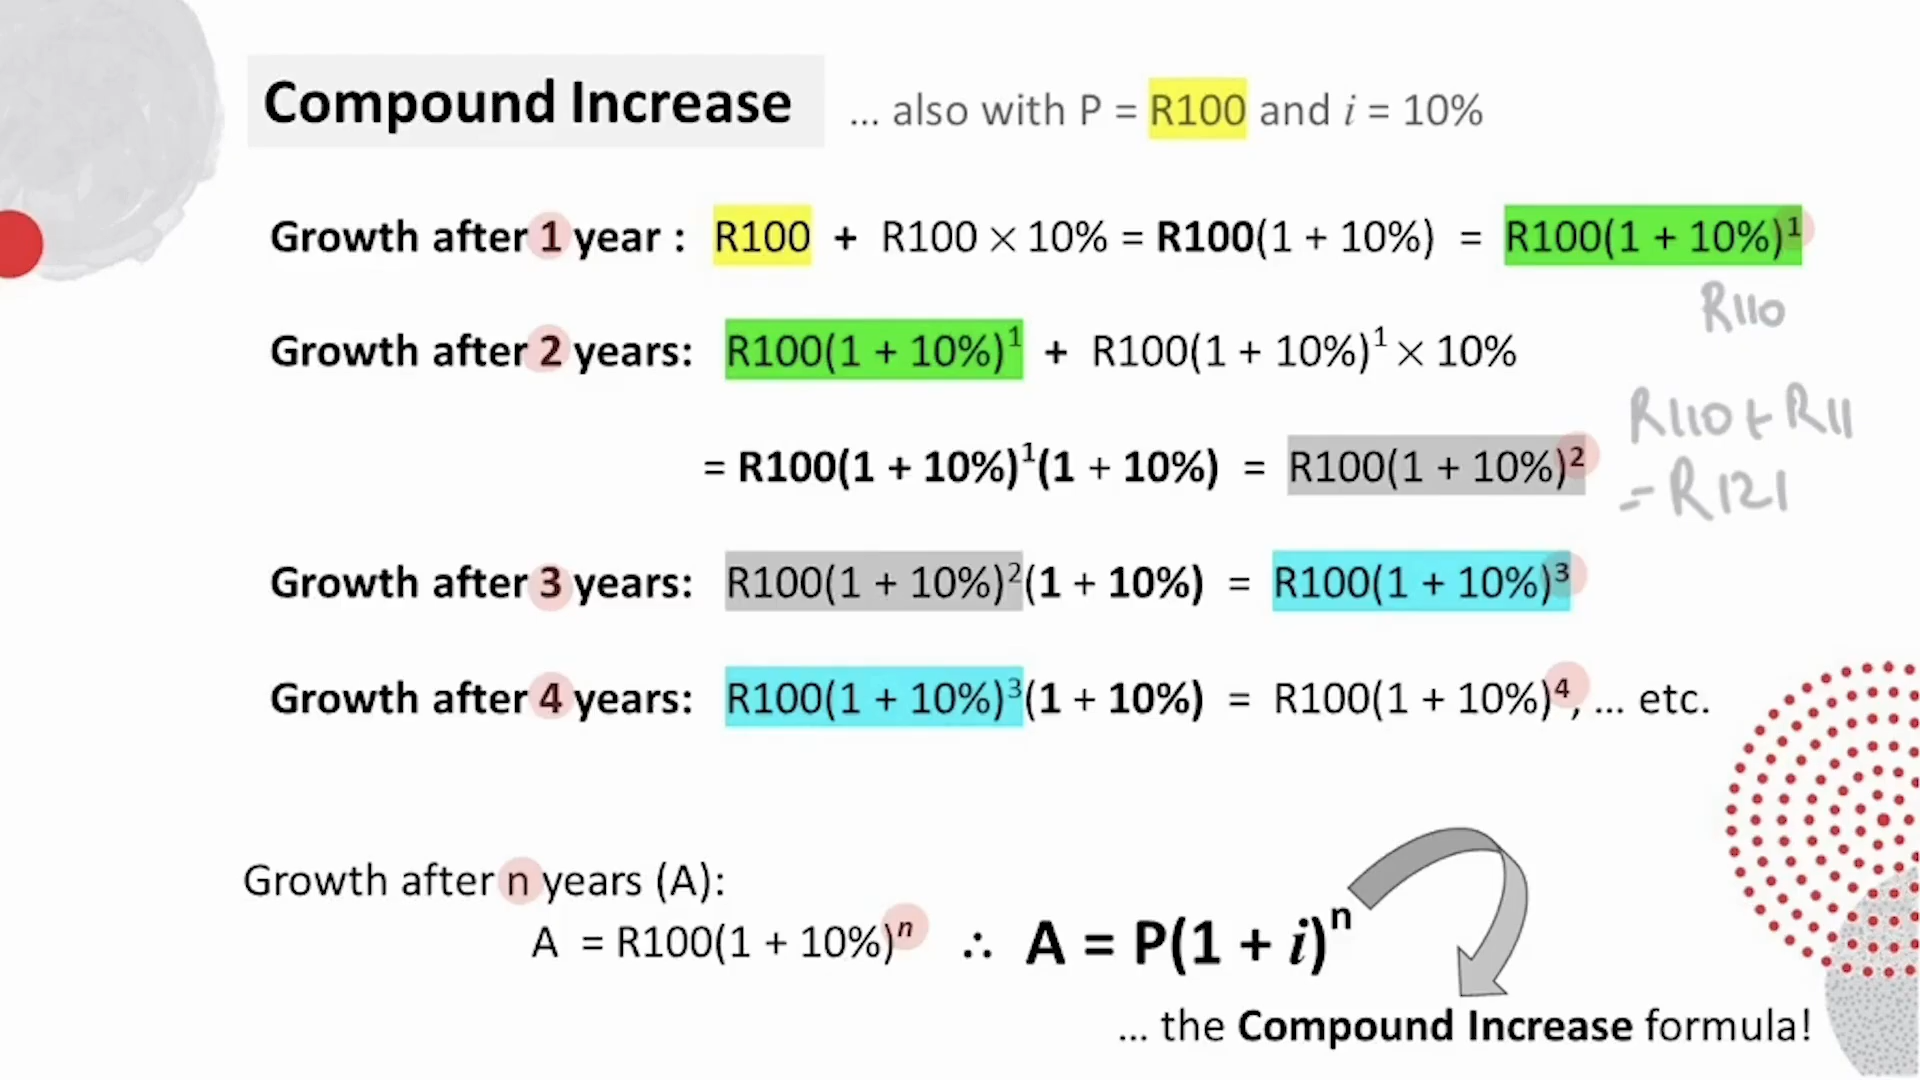 Compound Increase ... also with P = R100 and i = 10%
Growth after 1 year : R100 + R100 × 10% = R100(1 + 10%) = R100(1 + 10%)¹
R110
Growth after 2 years: R100(1 + 10%)¹ + R100(1 + 10%)¹ × 10%
R110 + R11
= R100(1 + 10%)¹(1 + 10%) = R100(1 + 10%)²
= R121
Growth after 3 years: R100(1 + 10%)²(1 + 10%) = R100(1 + 10%)³
Growth after 4 years: R100(1 + 10%)³(1 + 10%) = R100(1 + 10%)⁴, ... etc.
Growth after n years (A):
A = R100(1 + 10%)ⁿ ∴ A = P(1 + i)ⁿ
... the Compound Increase formula!